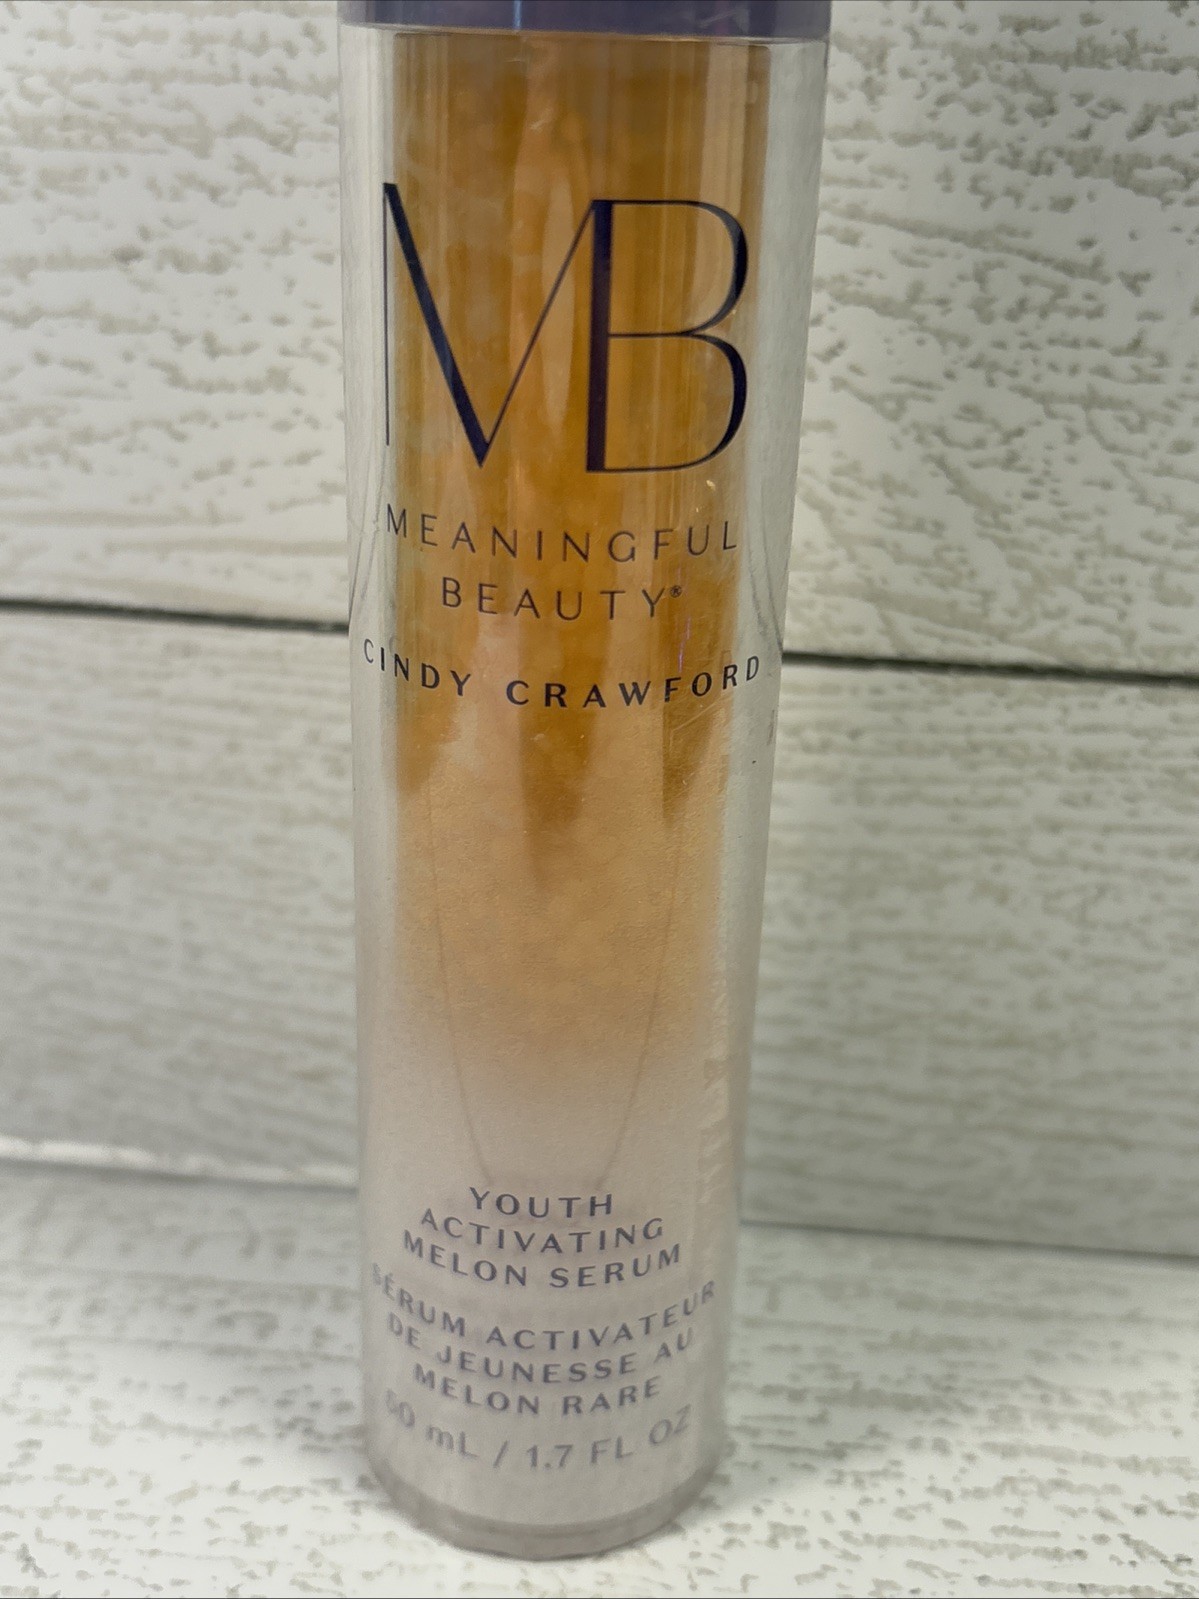 MB
MEANINGFUL
BEAUTY®
CINDY CRAWFORD
YOUTH
ACTIVATING
MELON SERUM
SÉRUM ACTIVATEUR
DE JEUNESSE AU
MELON RARE
50 mL / 1.7 FL OZ